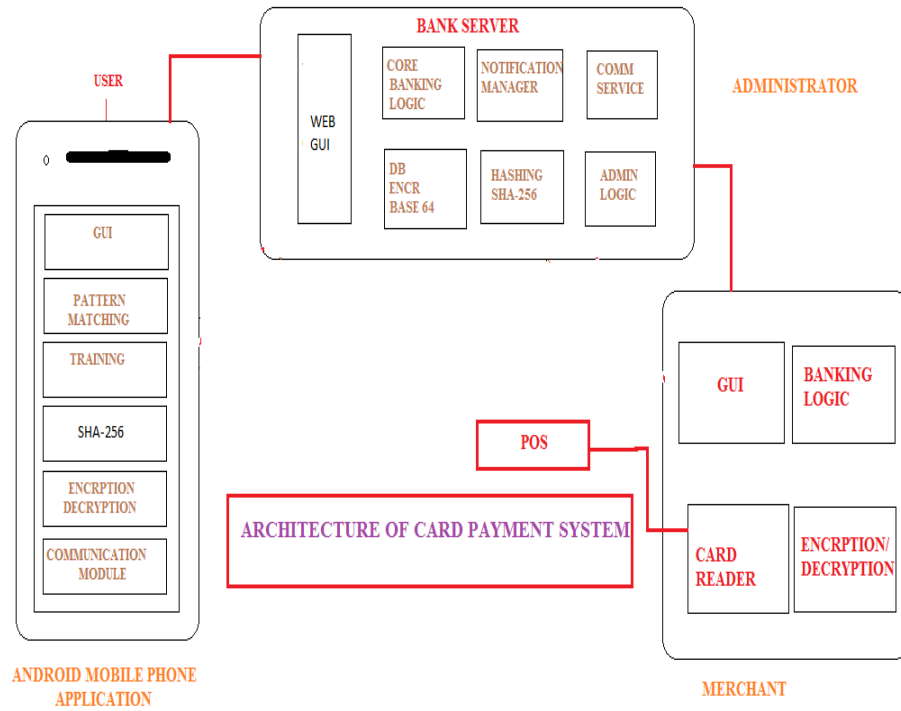 BANK SERVER
USER
WEB
GUI
CORE
BANKING
LOGIC
NOTIFICATION
MANAGER
COMM
SERVICE
DB
ENCR
BASE 64
HASHING
SHA-256
ADMIN
LOGIC
ADMINISTRATOR
GUI
PATTERN
MATCHING
TRAINING
SHA-256
ENCRPTION
DECRYPTION
COMMUNICATION
MODULE
ANDROID MOBILE PHONE
APPLICATION
POS
ARCHITECTURE OF CARD PAYMENT SYSTEM
GUI
BANKING
LOGIC
CARD
READER
ENCRPTION/
DECRYPTION
MERCHANT